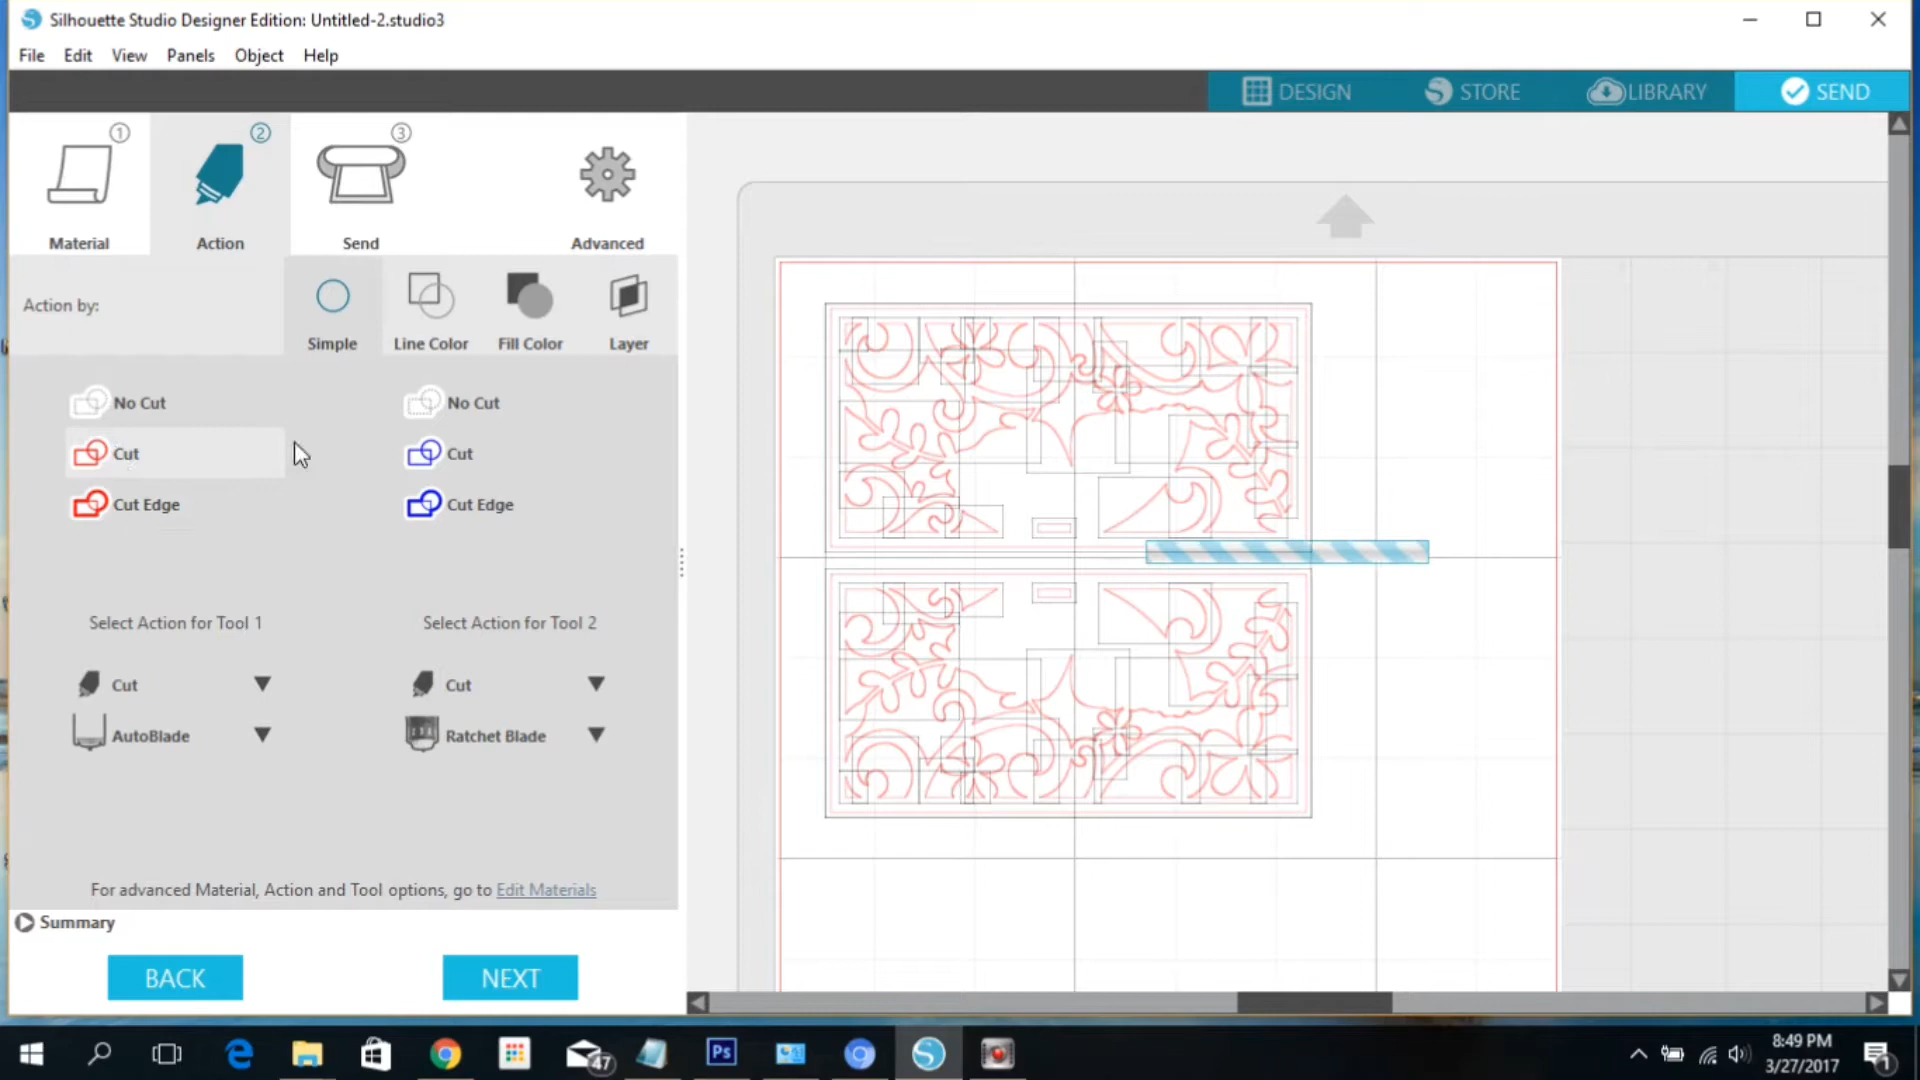 Silhouette Studio Designer Edition: Untitled-2.studio3
File Edit View Panels Object Help
DESIGN STORE LIBRARY SEND
1 2 3
Material Action Send Advanced
Action by:
Simple Line Color Fill Color Layer
No Cut No Cut
Cut Cut
Cut Edge Cut Edge
Select Action for Tool 1 Select Action for Tool 2
Cut Cut
AutoBlade Ratchet Blade
For advanced Material, Action and Tool options, go to Edit Materials
Summary
BACK NEXT
47
Ps
8:49 PM
3/27/2017
1